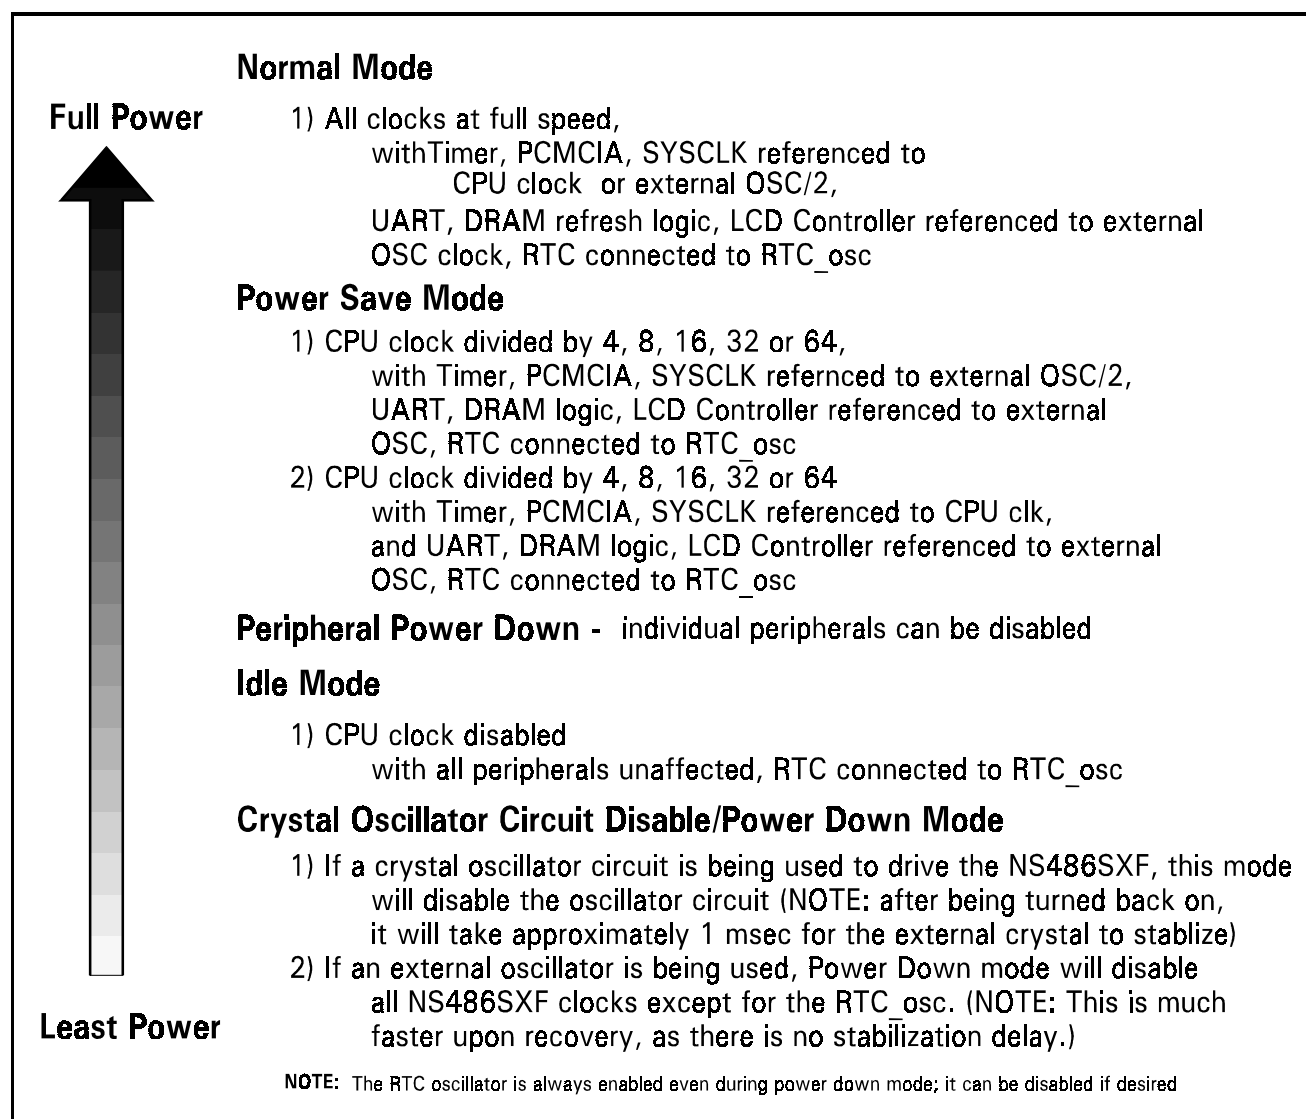 Normal Mode
Full Power
1) All clocks at full speed,
withTimer, PCMCIA, SYSCLK referenced to
CPU clock or external OSC/2,
UART, DRAM refresh logic, LCD Controller referenced to external
OSC clock, RTC connected to RTC_osc
Power Save Mode
1) CPU clock divided by 4, 8, 16, 32 or 64,
with Timer, PCMCIA, SYSCLK refernced to external OSC/2,
UART, DRAM logic, LCD Controller referenced to external
OSC, RTC connected to RTC_osc
2) CPU clock divided by 4, 8, 16, 32 or 64
with Timer, PCMCIA, SYSCLK referenced to CPU clk,
and UART, DRAM logic, LCD Controller referenced to external
OSC, RTC connected to RTC_osc
Peripheral Power Down - individual peripherals can be disabled
Idle Mode
1) CPU clock disabled
with all peripherals unaffected, RTC connected to RTC_osc
Crystal Oscillator Circuit Disable/Power Down Mode
1) If a crystal oscillator circuit is being used to drive the NS486SXF, this mode
will disable the oscillator circuit (NOTE: after being turned back on,
it will take approximately 1 msec for the external crystal to stablize)
2) If an external oscillator is being used, Power Down mode will disable
all NS486SXF clocks except for the RTC_osc. (NOTE: This is much
faster upon recovery, as there is no stabilization delay.)
Least Power
NOTE: The RTC oscillator is always enabled even during power down mode; it can be disabled if desired